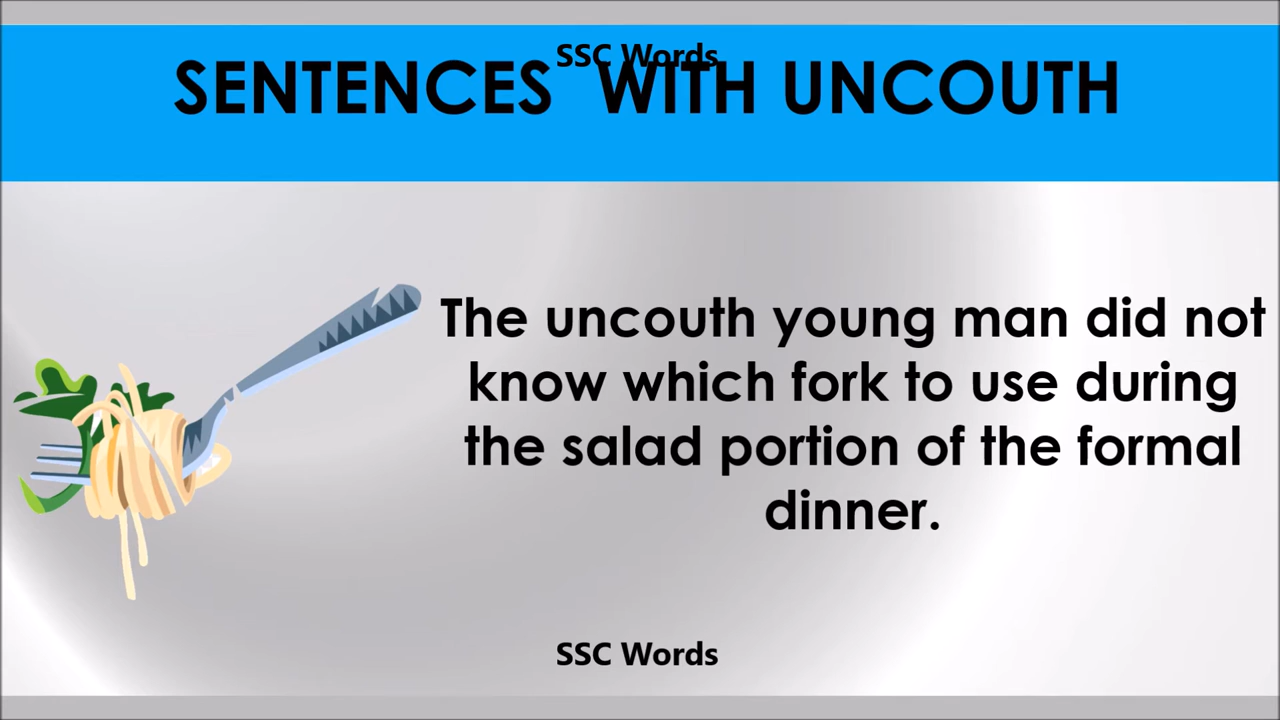 SSC Words
SENTENCES WITH UNCOUTH
The uncouth young man did not
know which fork to use during
the salad portion of the formal
dinner.
SSC Words